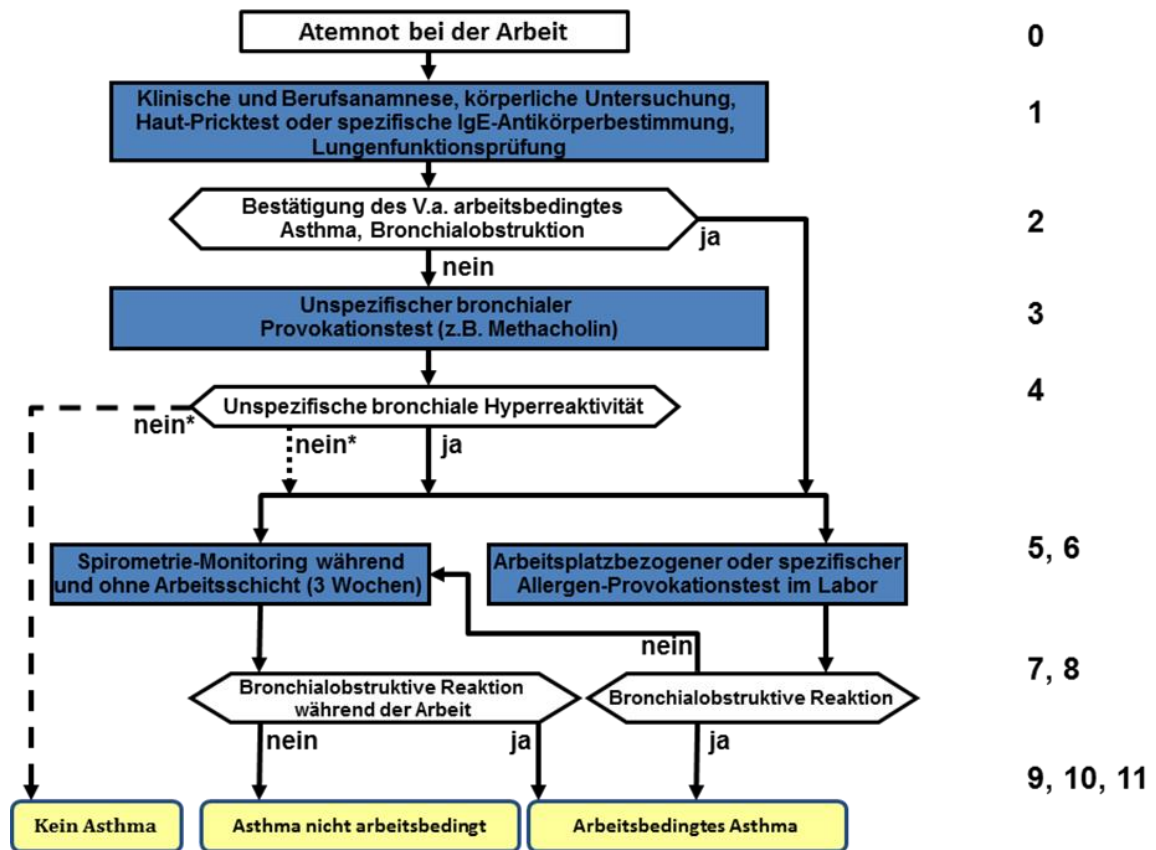 Atemnot bei der Arbeit
0
Klinische und Berufsanamnese, körperliche Untersuchung,
Haut-Pricktest oder spezifische IgE-Antikörperbestimmung,
Lungenfunktionsprüfung
1
Bestätigung des V.a. arbeitsbedingtes
Asthma, Bronchialobstruktion
2
ja
nein
Unspezifischer bronchialer
Provokationstest (z.B. Methacholin)
3
Unspezifische bronchiale Hyperreaktivität
4
nein*
nein*
ja
Spirometrie-Monitoring während
und ohne Arbeitsschicht (3 Wochen)
Arbeitsplatzbezogener oder spezifischer
Allergen-Provokationstest im Labor
5, 6
nein
Bronchialobstruktive Reaktion
während der Arbeit
Bronchialobstruktive Reaktion
7, 8
nein
ja
ja
9, 10, 11
Kein Asthma
Asthma nicht arbeitsbedingt
Arbeitsbedingtes Asthma